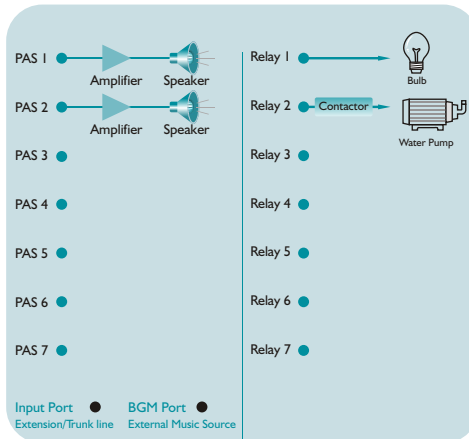 PAS 1
Amplifier Speaker
PAS 2
Amplifier Speaker
PAS 3
PAS 4
PAS 5
PAS 6
PAS 7
Input Port
Extension/Trunk line
BGM Port
External Music Source
Relay 1
Bulb
Relay 2 Contactor
Water Pump
Relay 3
Relay 4
Relay 5
Relay 6
Relay 7